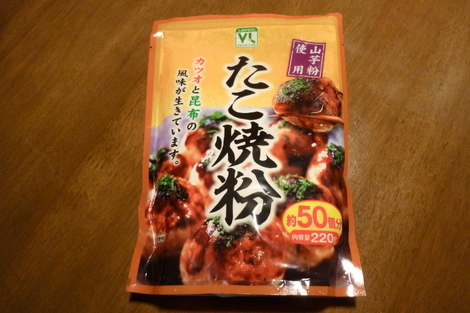 VL
山芋粉
使用
たこ焼粉
カツオと昆布の
風味が生きています。
約50個分
内容量220